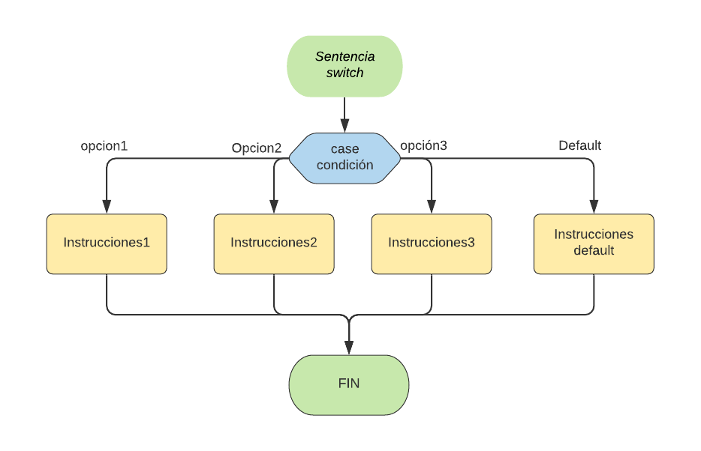 Sentencia
switch
case
condición
opcion1
Opcion2
opción3
Default
Instrucciones1
Instrucciones2
Instrucciones3
Instrucciones
default
FIN